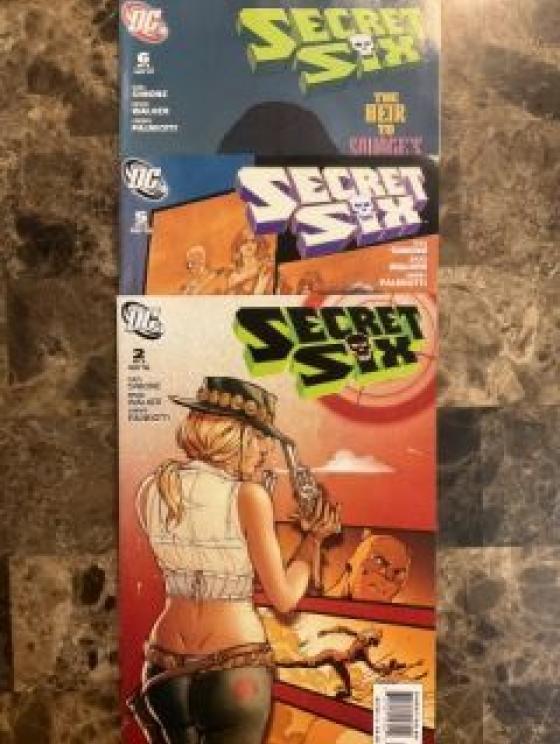 DC
SECRET
SIX
6
SIMONE
WALKER
PALMIOTTI
THE
HEIR
TO
SAVAGE'S
DC
SECRET
SIX
5
SIMONE
WALKER
PALMIOTTI
DC
SECRET
SIX
2
SIMONE
WALKER
PALMIOTTI